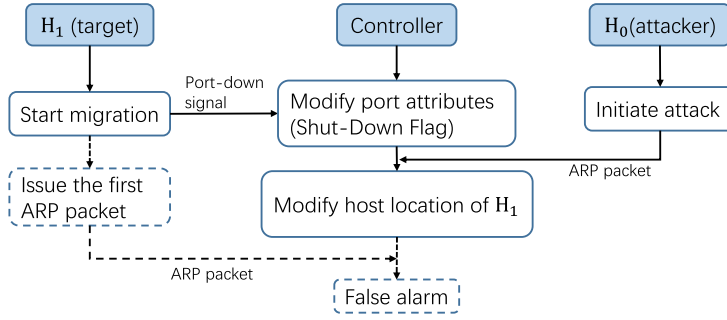 H₁ (target)
Controller
H₀(attacker)
Port-down
signal
Start migration
Modify port attributes
(Shut-Down Flag)
Initiate attack
ARP packet
Issue the first
ARP packet
Modify host location of H₁
ARP packet
False alarm